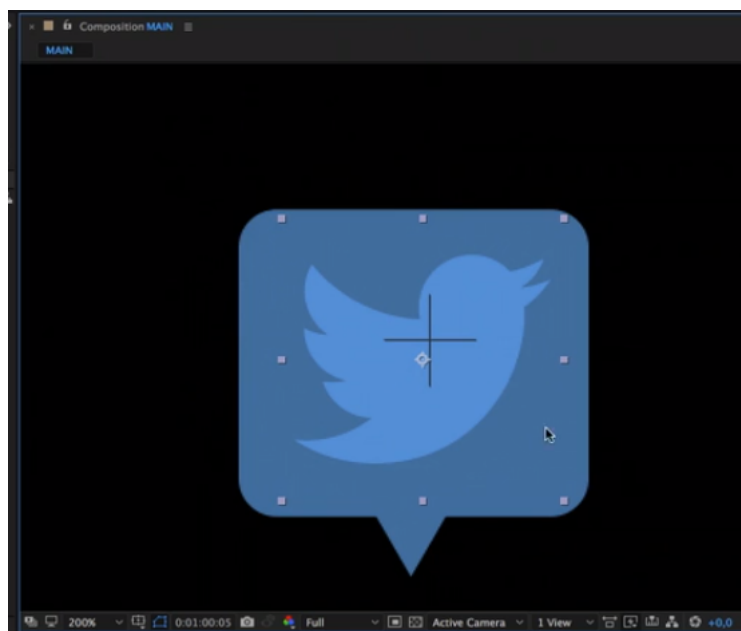 Composition MAIN
MAIN
200% 0:01:00:05 Full Active Camera 1 View +0,0